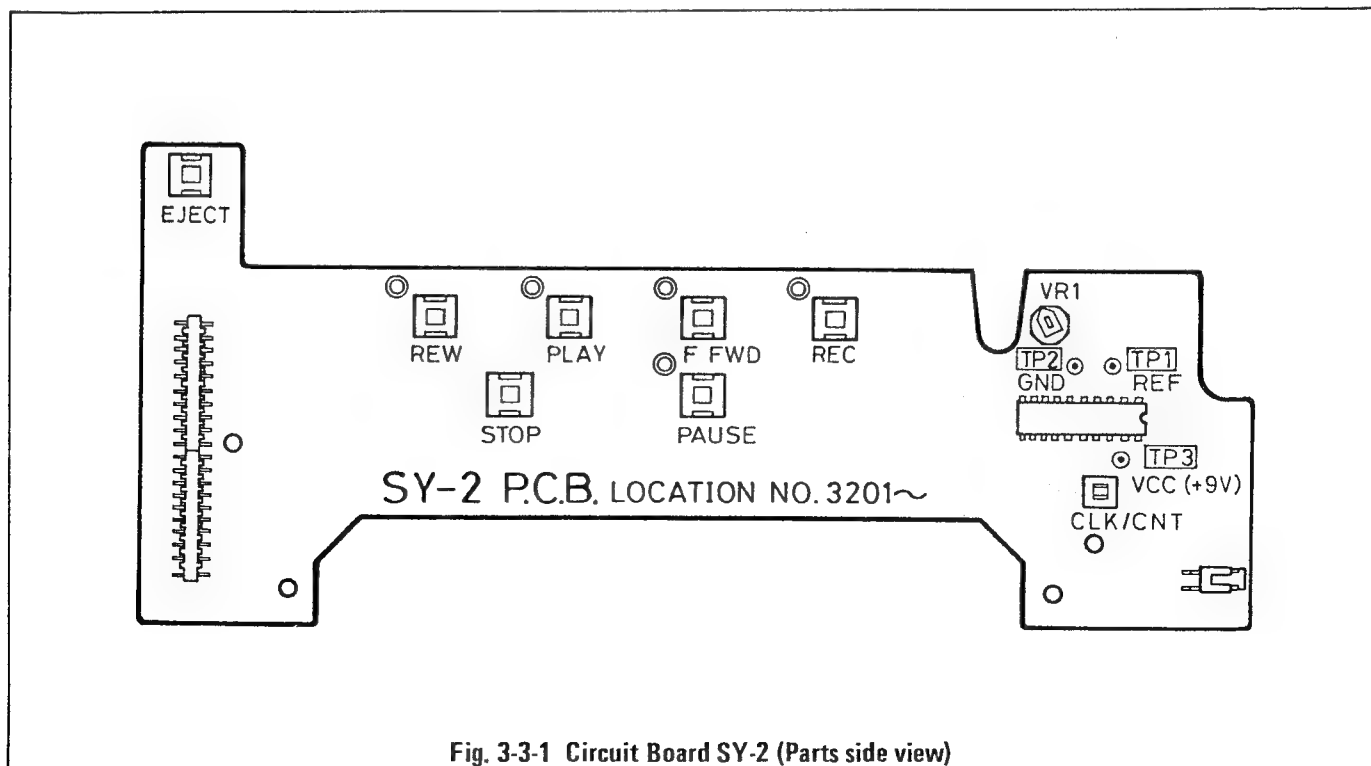 EJECT
VR1
REW PLAY F FWD REC
TP2 TP1
GND REF
STOP PAUSE
TP3
SY-2 P.C.B. LOCATION NO. 3201~
VCC (+9V)
CLK/CNT
Fig. 3-3-1 Circuit Board SY-2 (Parts side view)